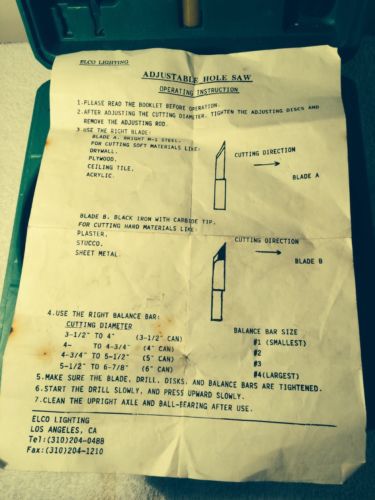 ELCO LIGHTING
ADJUSTABLE HOLE SAW
OPERATING INSTRUCTION
1.PLEASE READ THE BOOKLET BEFORE OPERATION.
2.AFTER ADJUSTING THE CUTTING DIAMETER, TIGHTEN THE ADJUSTING DISCS AND
REMOVE THE ADJUSTING ROD.
3.USE THE RIGHT BLADE:
BLADE A. BRIGHT STEEL.
FOR CUTTING SOFT MATERIALS LIKE:
DRYWALL,
PLYWOOD,
CEILING TILE,
ACRYLIC.
CUTTING DIRECTION
BLADE A
BLADE B. BLACK IRON WITH CARBIDE TIP.
FOR CUTTING HARD MATERIALS LIKE
PLASTER,
STUCCO,
SHEET METAL.
CUTTING DIRECTION
BLADE B
4.USE THE RIGHT BALANCE BAR:
CUTTING DIAMETER BALANCE BAR SIZE
3-1/2" TO 4" (3-1/2" CAN) #1 (SMALLEST)
4- TO 4-3/4" (4" CAN) #2
4-3/4" TO 5-1/2" (5" CAN) #3
5-1/2" TO 6-7/8" (6" CAN) #4(LARGEST)
5.MAKE SURE THE BLADE, DRILL, DISKS, AND BALANCE BARS ARE TIGHTENED.
6.START THE DRILL SLOWLY, AND PRESS UPWARD SLOWLY.
7.CLEAN THE UPRIGHT AXLE AND BALL-BEARING AFTER USE.
ELCO LIGHTING
LOS ANGELES, CA
Tel:(310)204-0488
Fax:(310)204-1210